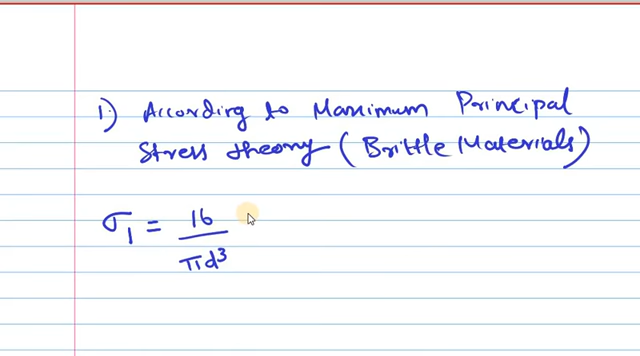 1.) According to Maximum Principal
Stress theory (Brittle Materials)
σ₁ = 16/πd³